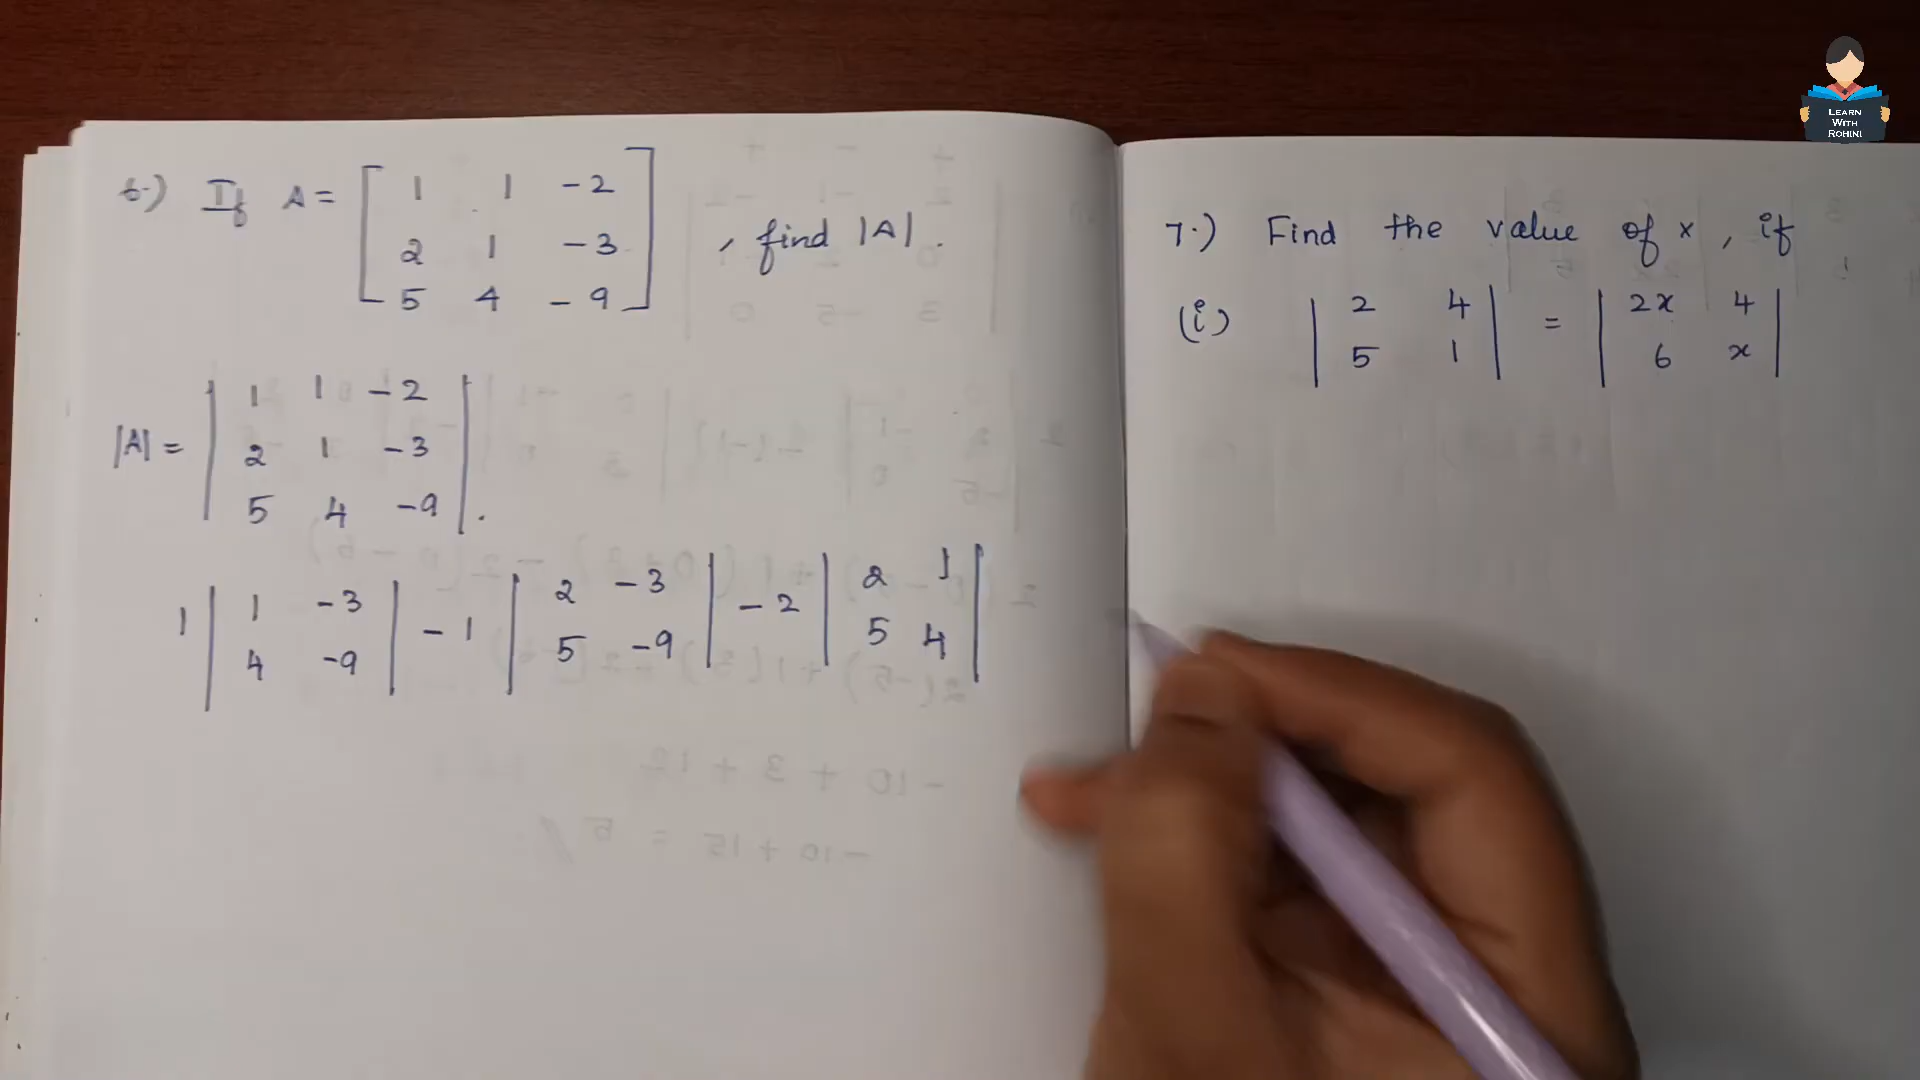 6.) If A = [ 1 1 -2
2 1 -3
5 4 -9 ] , find |A|.
|A| = | 1 1 -2
2 1 -3
5 4 -9 | .
1 | 1 -3 | - 1 | 2 -3 | - 2 | 2 1 |
4 -9 5 -9 5 4
7.) Find the value of x , if
(i) | 2 4 | = | 2x 4 |
5 1 6 x
LEARN
WITH
ROHINI